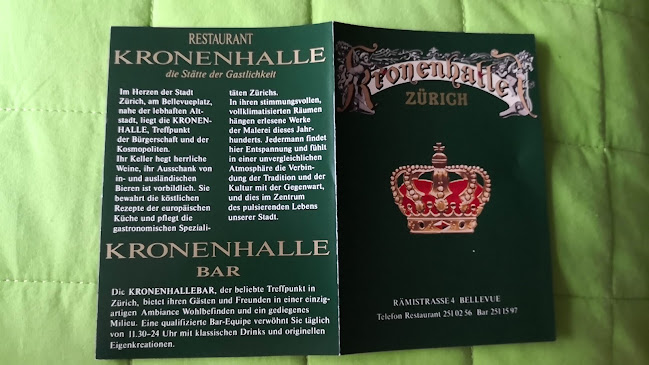 RESTAURANT
KRONENHALLE
die Stätte der Gastlichkeit
Im Herzen der Stadt
Zürich, am Bellevueplatz,
nahe der lebhaften Alt-
stadt, liegt die KRONEN-
HALLE, Treffpunkt
der Bürgerschaft und der
Kosmopoliten.
Ihr Keller hegt herrliche
Weine, ihr Ausschank von
in- und ausländischen
Bieren ist vorbildlich. Sie
bewahrt die köstlichen
Rezepte der europäischen
Küche und pflegt die
gastronomischen Speziali-
täten Zürichs.
In ihren stimmungsvollen,
vollklimatisierten Räumen
hängen erlesene Werke
der Malerei dieses Jahr-
hunderts. Jedermann findet
hier Entspannung und fühlt
in einer unvergleichlichen
Atmosphäre die Verbin-
dung der Tradition und der
Kultur mit der Gegenwart,
und dies im Zentrum
des pulsierenden Lebens
unserer Stadt.
KRONENHALLE
BAR
Die KRONENHALLEBAR, der beliebte Treffpunkt in
Zürich, bietet ihren Gästen und Freunden in einer einzig-
artigen Ambiance Wohlbefinden und ein gediegenes
Milieu. Eine qualifizierte Bar-Equipe verwöhnt Sie täglich
von 11.30-24 Uhr mit klassischen Drinks und originellen
Eigenkreationen.
Kronenhalle
ZÜRICH
RÄMISTRASSE 4 BELLEVUE
Telefon Restaurant 251 02 56 Bar 251 15 97